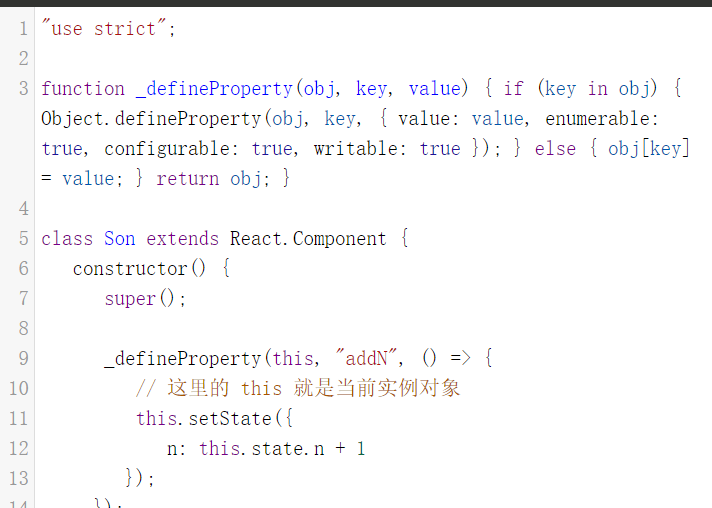 1 "use strict";
2
3 function _defineProperty(obj, key, value) { if (key in obj) {
Object.defineProperty(obj, key, { value: value, enumerable:
true, configurable: true, writable: true }); } else { obj[key]
= value; } return obj; }
4
5 class Son extends React.Component {
6 constructor() {
7 super();
8
9 _defineProperty(this, "addN", () => {
10 // 这里的 this 就是当前实例对象
11 this.setState({
12 n: this.state.n + 1
13 });
14 });